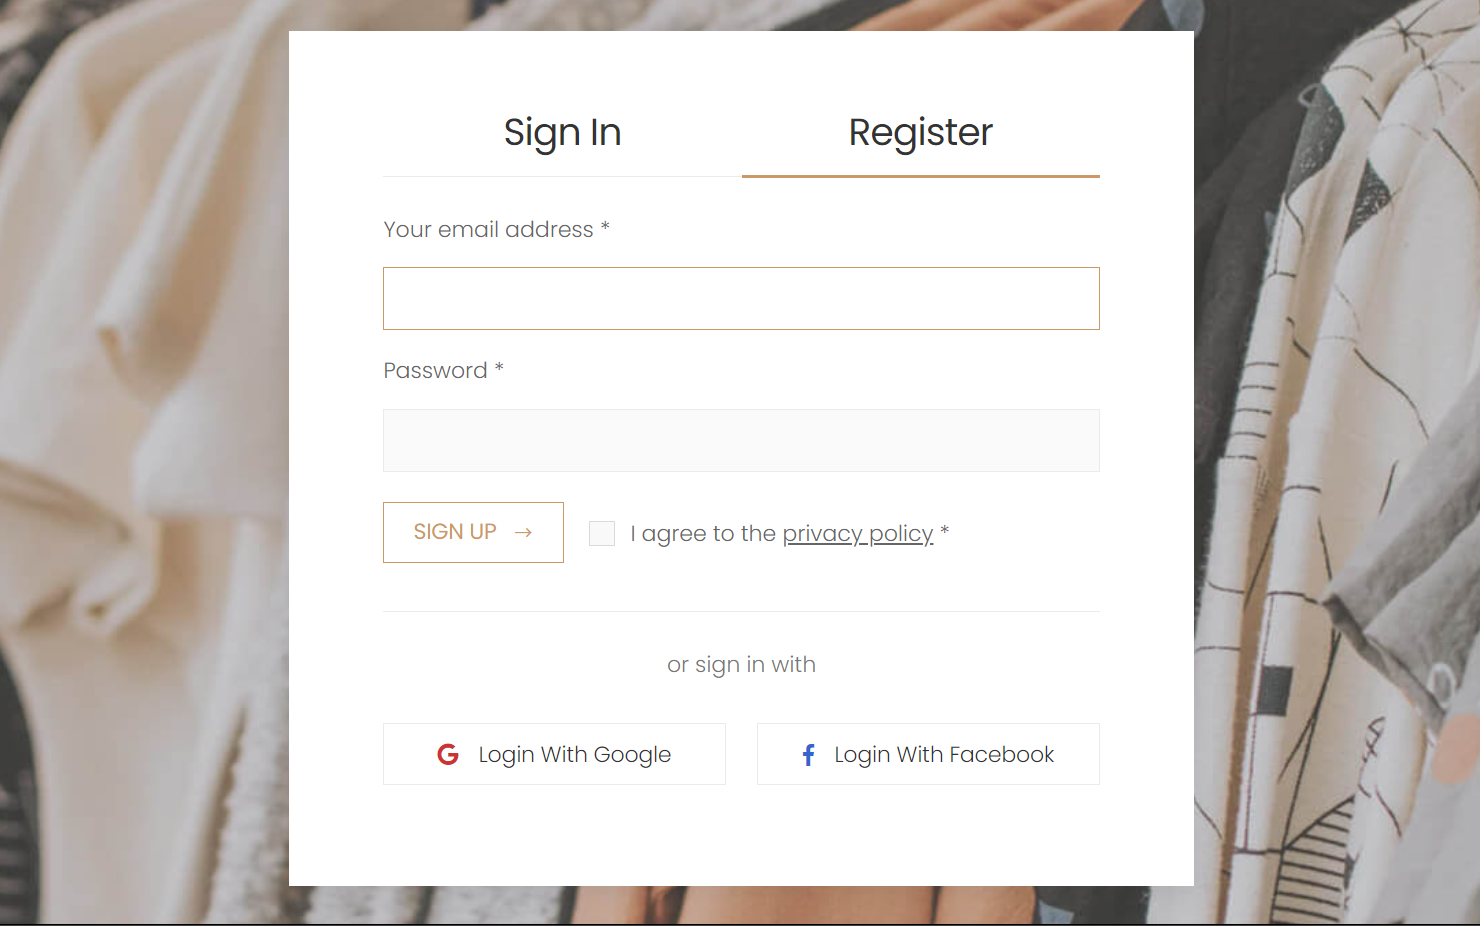 Sign In Register
Your email address *
Password *
SIGN UP → I agree to the privacy policy *
or sign in with
Login With Google Login With Facebook